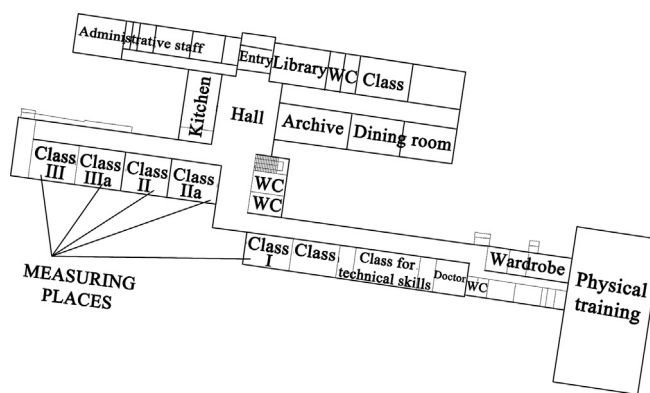 Administrative staff
Entry
Library
WC
Class
Kitchen
Hall
Archive
Dining room
Class
III
Class
IIIa
Class
II
Class
IIa
WC
WC
Class
I
Class
Class for
technical skills
Doctor
WC
Wardrobe
Physical
training
MEASURING
PLACES